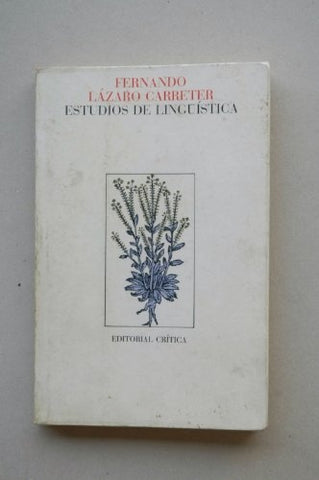 FERNANDO
LÁZARO CARRETER
ESTUDIOS DE LINGÜÍSTICA
EDITORIAL CRÍTICA